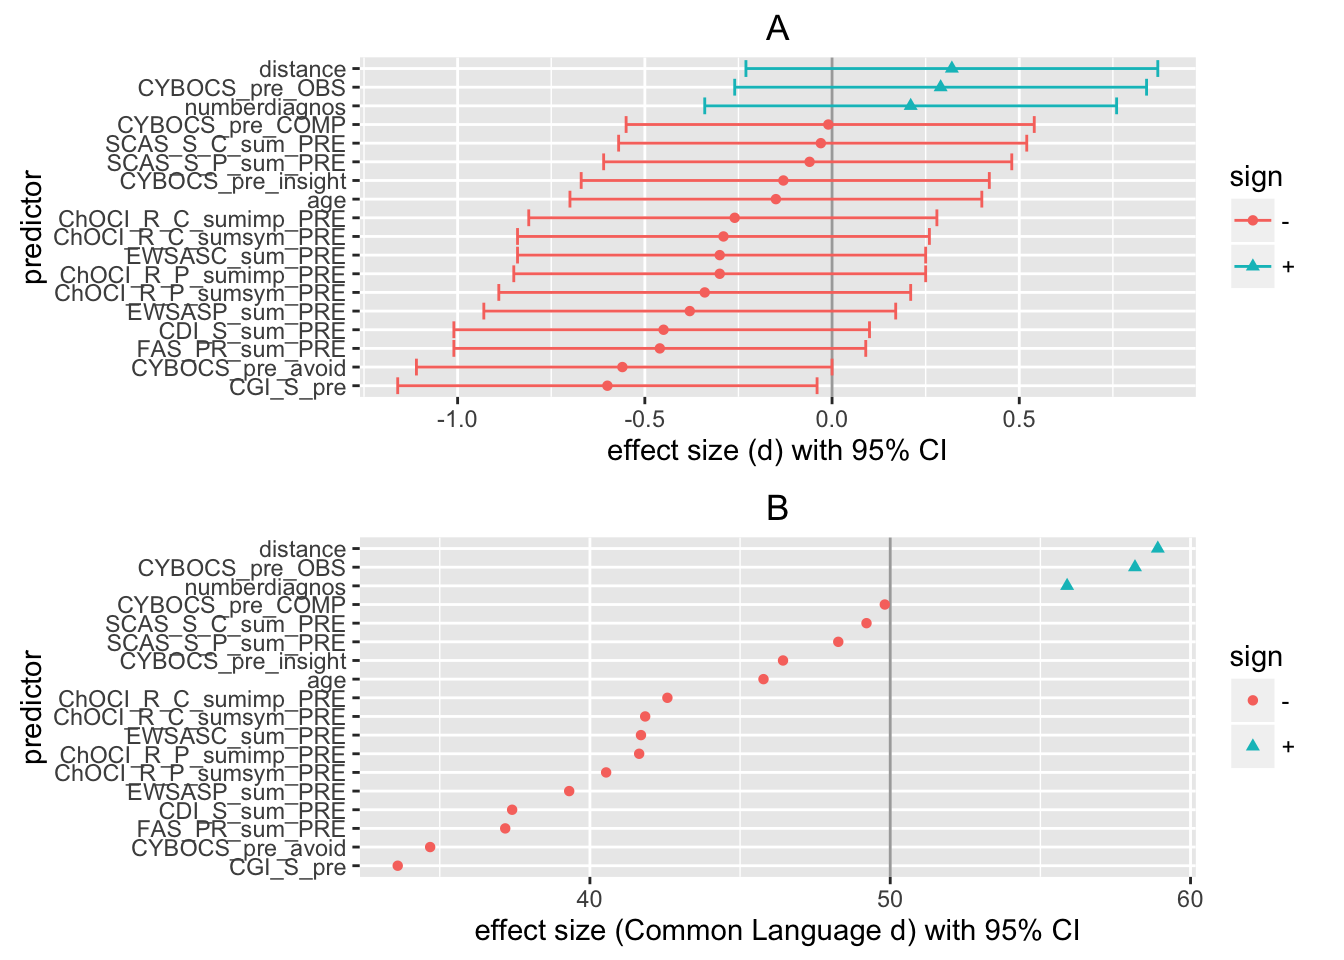 A
predictor
distance
CYBOCS_pre_OBS
numberdiagnos
CYBOCS_pre_COMP
SCAS_S_C_sum_PRE
SCAS_S_P_sum_PRE
CYBOCS_pre_insight
age
ChOCI_R_C_sumimp_PRE
ChOCI_R_C_sumsym_PRE
EWSASC_sum_PRE
ChOCI_R_P_sumimp_PRE
ChOCI_R_P_sumsym_PRE
EWSASP_sum_PRE
CDI_S_sum_PRE
FAS_PR_sum_PRE
CYBOCS_pre_avoid
CGI_S_pre
-1.0 -0.5 0.0 0.5
effect size (d) with 95% CI
sign
-
+
B
predictor
distance
CYBOCS_pre_OBS
numberdiagnos
CYBOCS_pre_COMP
SCAS_S_C_sum_PRE
SCAS_S_P_sum_PRE
CYBOCS_pre_insight
age
ChOCI_R_C_sumimp_PRE
ChOCI_R_C_sumsym_PRE
EWSASC_sum_PRE
ChOCI_R_P_sumimp_PRE
ChOCI_R_P_sumsym_PRE
EWSASP_sum_PRE
CDI_S_sum_PRE
FAS_PR_sum_PRE
CYBOCS_pre_avoid
CGI_S_pre
40 50 60
effect size (Common Language d) with 95% CI
sign
-
+